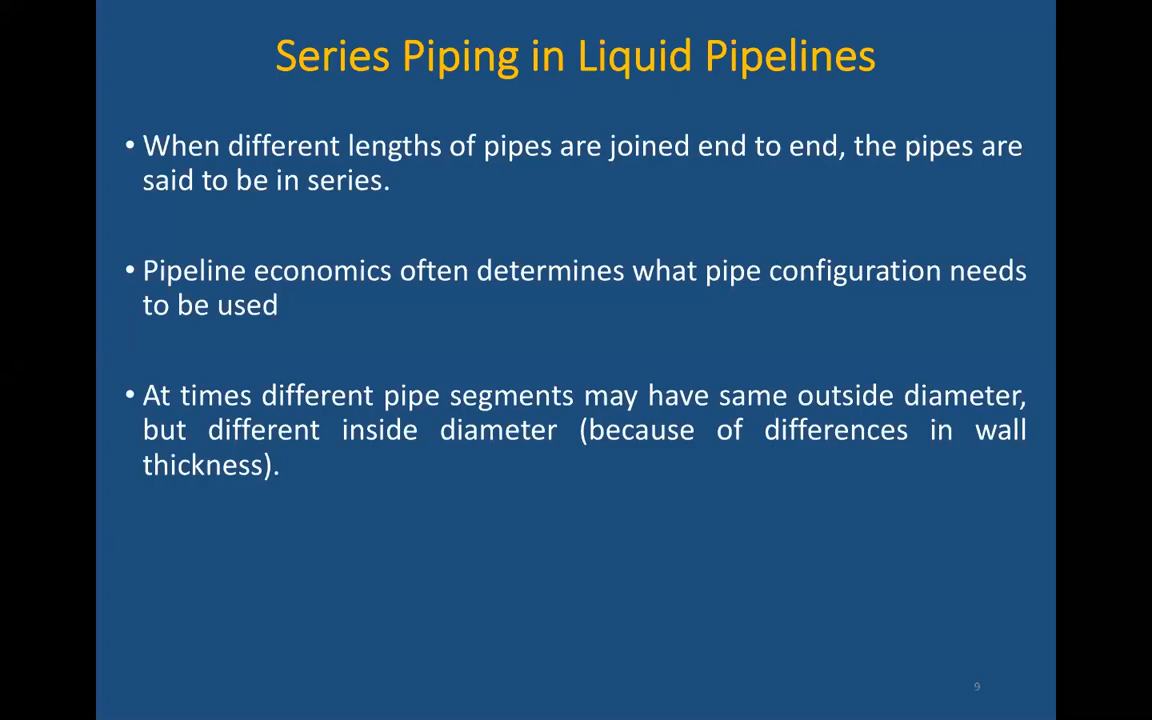 Series Piping in Liquid Pipelines
• When different lengths of pipes are joined end to end, the pipes are
said to be in series.
• Pipeline economics often determines what pipe configuration needs
to be used
• At times different pipe segments may have same outside diameter,
but different inside diameter (because of differences in wall
thickness).
9